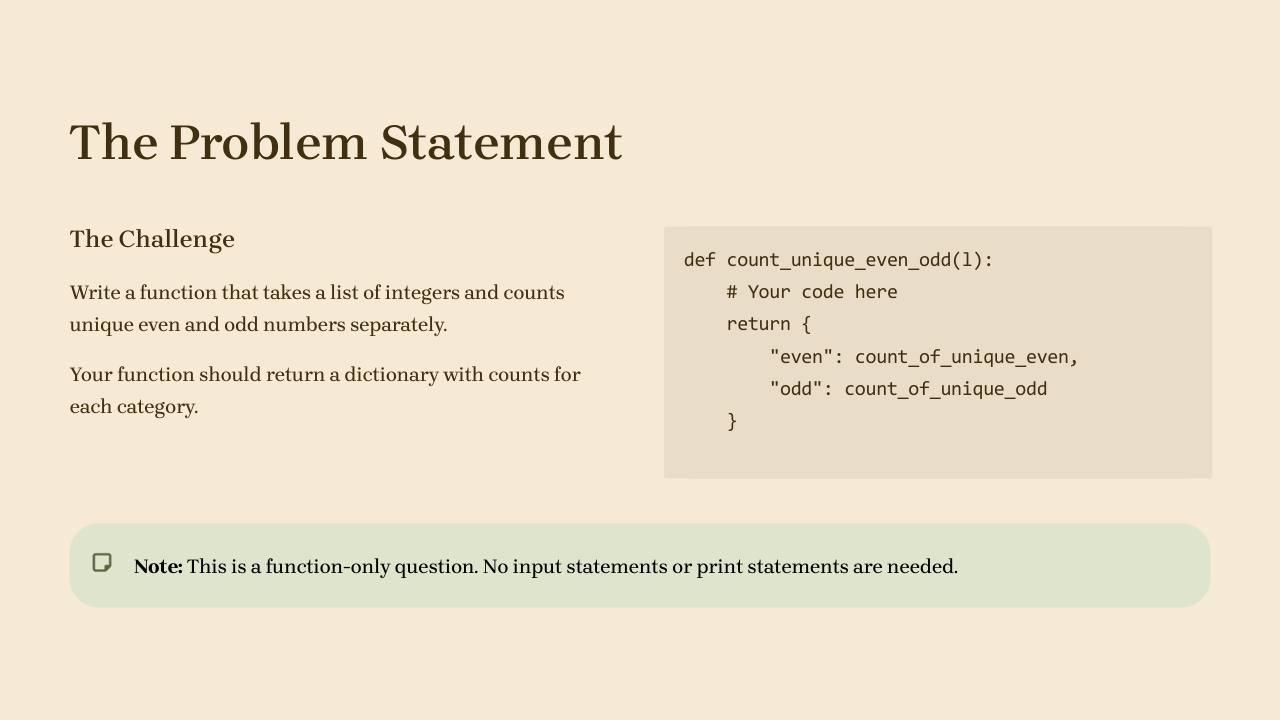 The Problem Statement
The Challenge
Write a function that takes a list of integers and counts
unique even and odd numbers separately.
Your function should return a dictionary with counts for
each category.
def count_unique_even_odd(l):
    # Your code here
    return {
        "even": count_of_unique_even,
        "odd": count_of_unique_odd
    }
Note: This is a function-only question. No input statements or print statements are needed.